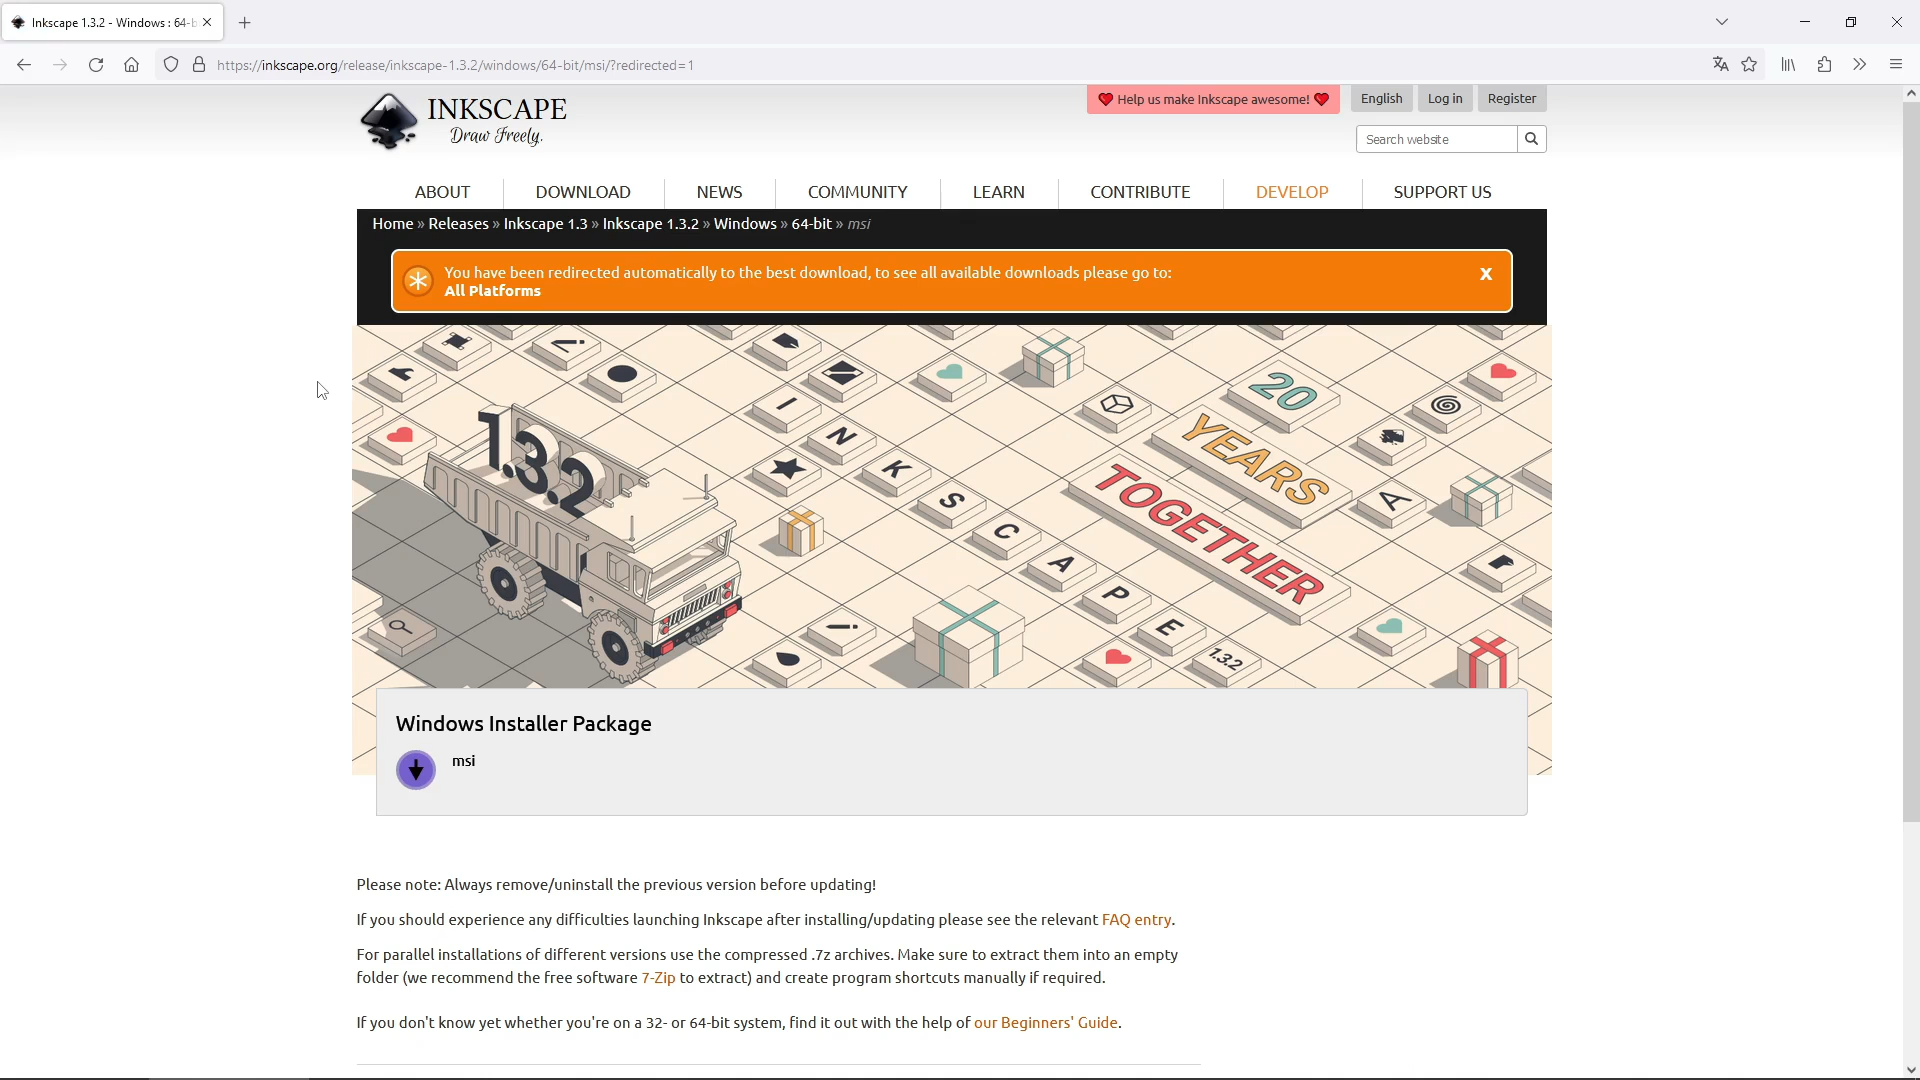 Inkscape 1.3.2 - Windows : 64-b
https://inkscape.org/release/inkscape-1.3.2/windows/64-bit/msi/?redirected=1
INKSCAPE
Draw Freely.
Help us make Inkscape awesome!
English
Log in
Register
Search website
ABOUT
DOWNLOAD
NEWS
COMMUNITY
LEARN
CONTRIBUTE
DEVELOP
SUPPORT US
Home » Releases » Inkscape 1.3 » Inkscape 1.3.2 » Windows » 64-bit » msi
You have been redirected automatically to the best download, to see all available downloads please go to:
All Platforms
X
1.3.2
INKSCAPE
1.3.2
20
YEARS
TOGETHER
A
Windows Installer Package
msi
Please note: Always remove/uninstall the previous version before updating!
If you should experience any difficulties launching Inkscape after installing/updating please see the relevant FAQ entry.
For parallel installations of different versions use the compressed .7z archives. Make sure to extract them into an empty
folder (we recommend the free software 7-Zip to extract) and create program shortcuts manually if required.
If you don't know yet whether you're on a 32- or 64-bit system, find it out with the help of our Beginners' Guide.